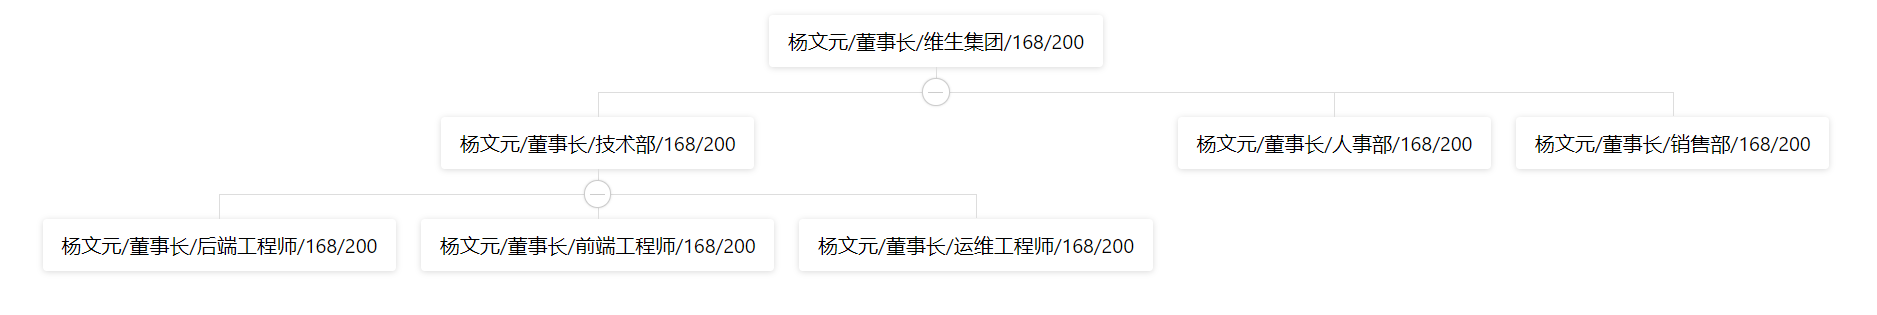 杨文元/董事长/维生集团/168/200
杨文元/董事长/技术部/168/200
杨文元/董事长/人事部/168/200
杨文元/董事长/销售部/168/200
杨文元/董事长/后端工程师/168/200
杨文元/董事长/前端工程师/168/200
杨文元/董事长/运维工程师/168/200